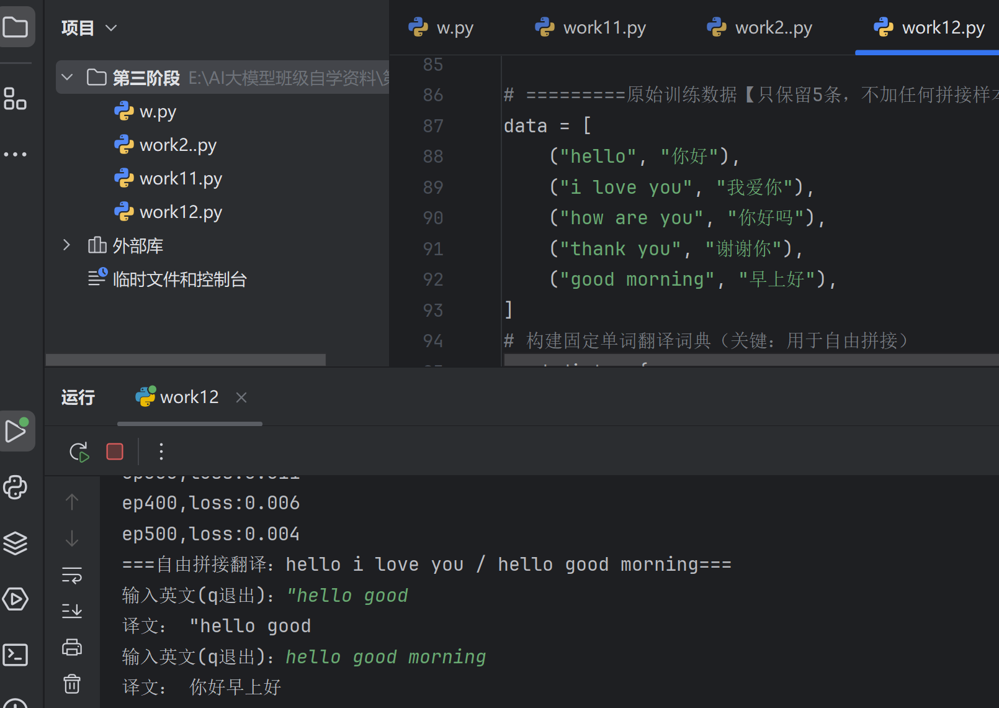 项目
w.py
work11.py
work2..py
work12.py
第三阶段 E:\AI大模型班级自学资料\
w.py
work2..py
work11.py
work12.py
外部库
临时文件和控制台
85
86 # =========原始训练数据【只保留5条，不加任何拼接样本
87 data = [
88 ("hello", "你好"),
89 ("i love you", "我爱你"),
90 ("how are you", "你好吗"),
91 ("thank you", "谢谢你"),
92 ("good morning", "早上好"),
93 ]
94 # 构建固定单词翻译词典（关键：用于自由拼接）
运行
work12
ep400,loss:0.006
ep500,loss:0.004
===自由拼接翻译：hello i love you / hello good morning===
输入英文(q退出)："hello good
译文： "hello good
输入英文(q退出)：hello good morning
译文： 你好早上好